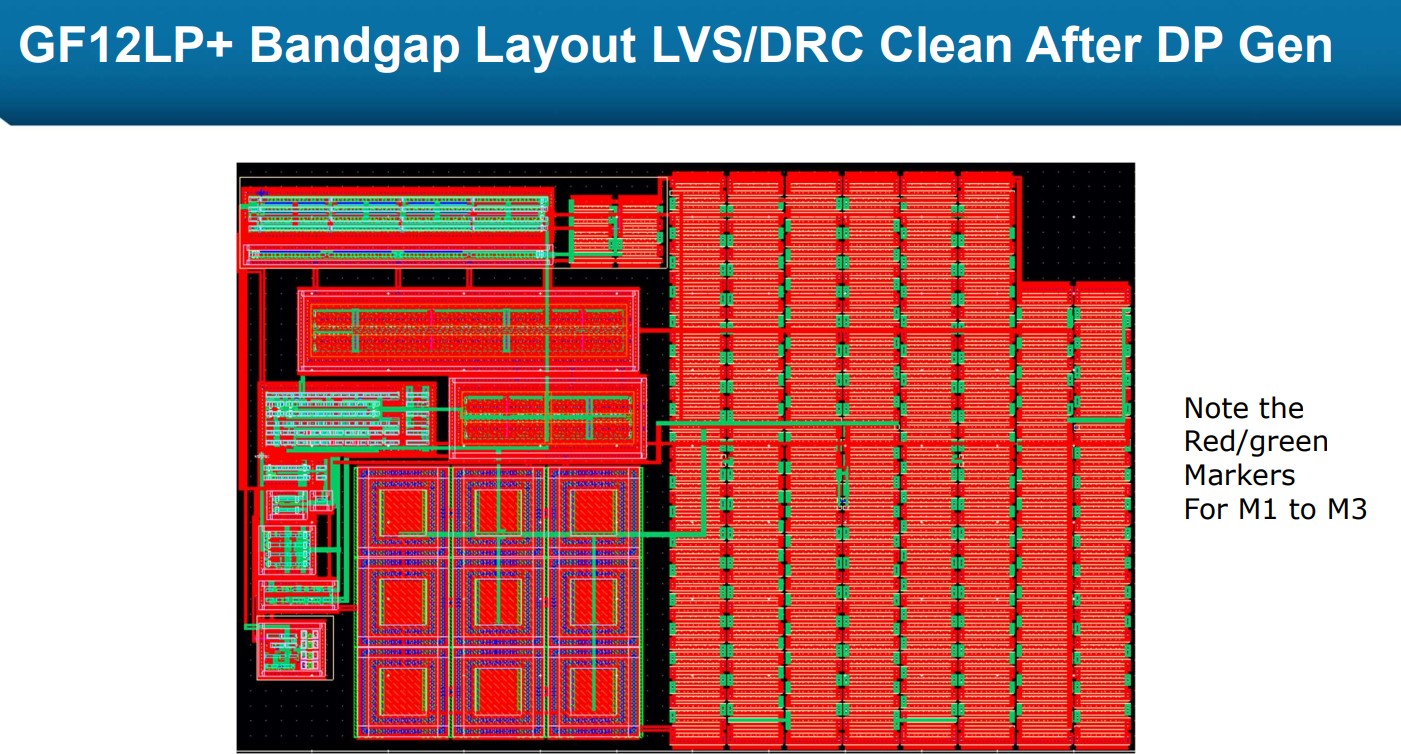 GF12LP+ Bandgap Layout LVS/DRC Clean After DP Gen
Note the
Red/green
Markers
For M1 to M3